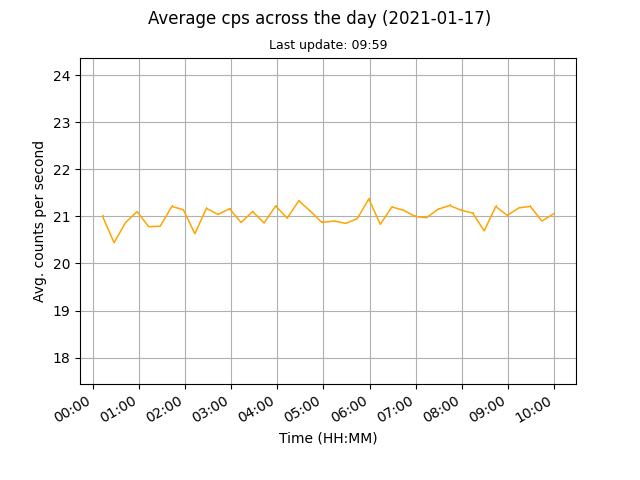 Average cps across the day (2021-01-17)
Last update: 09:59
Avg. counts per second
24
23
22
21
20
19
18
00:00 01:00 02:00 03:00 04:00 05:00 06:00 07:00 08:00 09:00 10:00
Time (HH:MM)